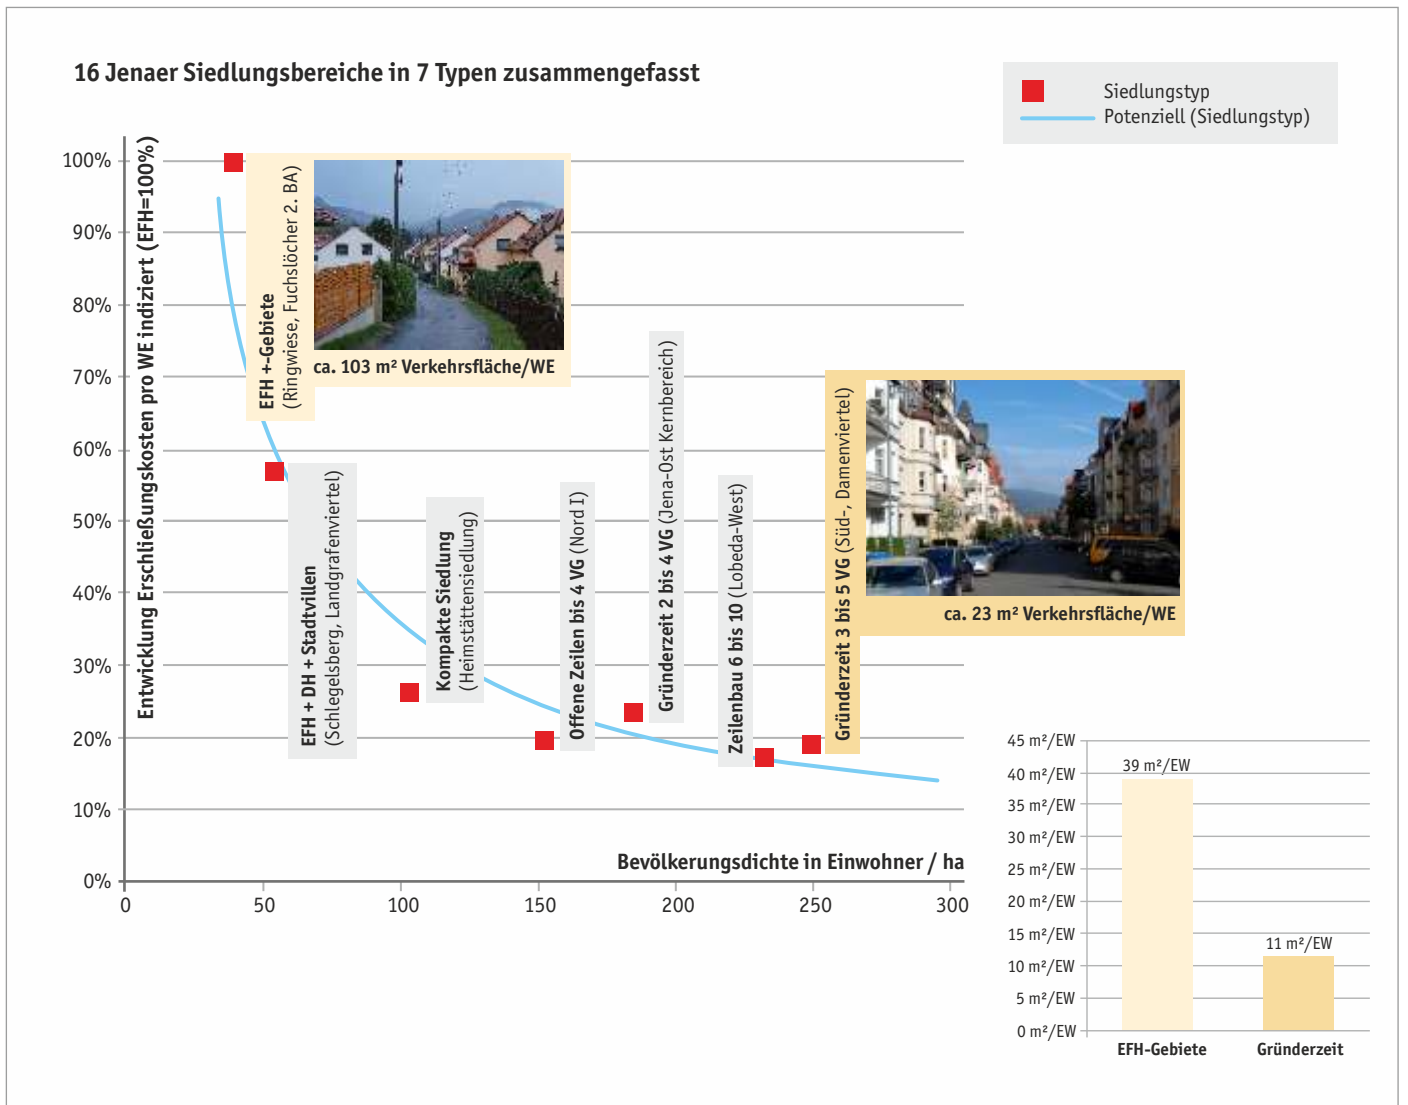 16 Jenaer Siedlungsbereiche in 7 Typen zusammengefasst
Siedlungstyp
Potenziell (Siedlungstyp)
Entwicklung Erschließungskosten pro WE indiziert (EFH=100%)
100%
90%
80%
70%
60%
50%
40%
30%
20%
10%
0%
EFH +-Gebiete
(Ringwiese, Fuchslöcher 2. BA)
ca. 103 m² Verkehrsfläche/WE
EFH + DH + Stadtvillen
(Schlegelsberg, Landgrafenviertel)
Kompakte Siedlung
(Heimstättensiedlung)
Offene Zeilen bis 4 VG (Nord I)
Gründerzeit 2 bis 4 VG (Jena-Ost Kernbereich)
Zeilenbau 6 bis 10 (Lobeda-West)
Gründerzeit 3 bis 5 VG (Süd-, Damenviertel)
ca. 23 m² Verkehrsfläche/WE
Bevölkerungsdichte in Einwohner / ha
0 50 100 150 200 250 300
45 m²/EW
40 m²/EW
35 m²/EW
30 m²/EW
25 m²/EW
20 m²/EW
15 m²/EW
10 m²/EW
5 m²/EW
0 m²/EW
39 m²/EW
11 m²/EW
EFH-Gebiete Gründerzeit